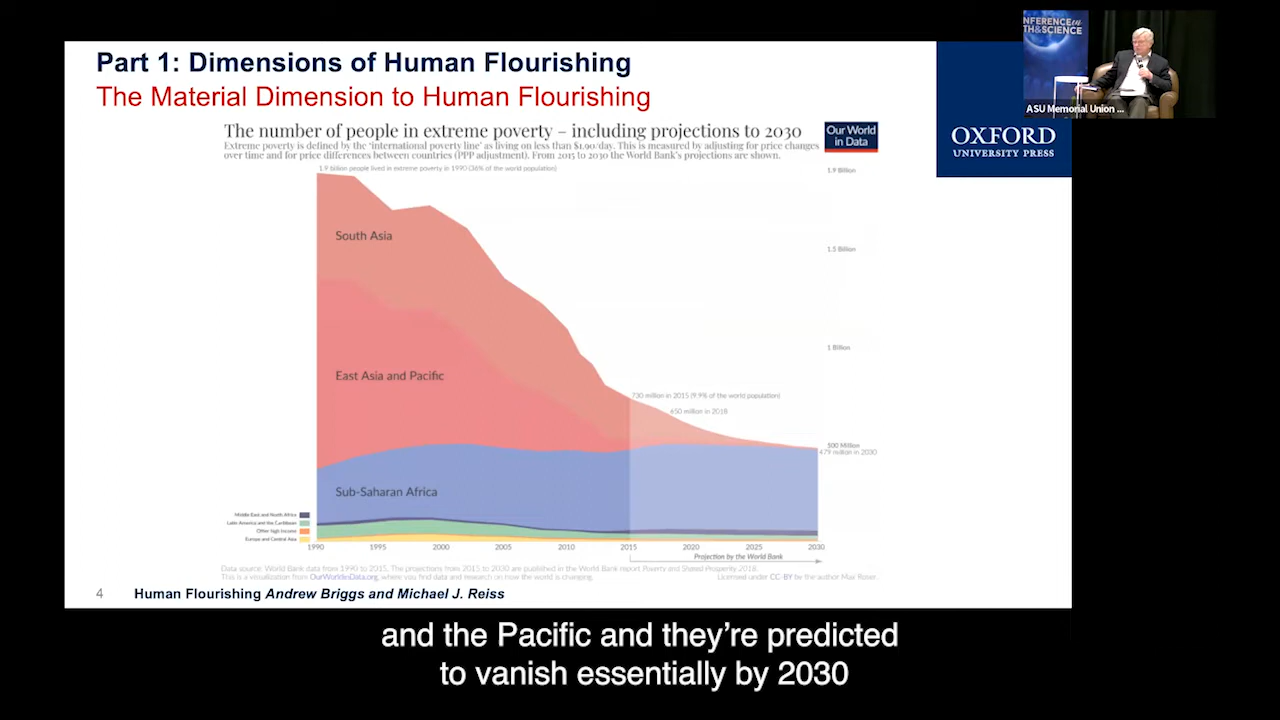 Part 1: Dimensions of Human Flourishing
The Material Dimension to Human Flourishing
The number of people in extreme poverty – including projections to 2030
Extreme poverty is defined by the 'international poverty line' as living on less than $1.90/day. This is measured by adjusting for price changes
over time and for price differences between countries (PPP adjustment). From 2015 to 2030 the World Bank's projections are shown.
Our World
in Data
NFERENCE on
TH&SCIENCE
ASU Memorial Union ...
OXFORD
UNIVERSITY PRESS
1.9 billion people lived in extreme poverty in 1990 (36% of the world population)
1.9 Billion
South Asia
1.5 Billion
1 Billion
East Asia and Pacific
730 million in 2015 (9.9% of the world population)
650 million in 2018
500 Million
479 million in 2030
Sub-Saharan Africa
Middle East and North Africa
Latin America and the Caribbean
Other high Income
Europe and Central Asia
1990 1995 2000 2005 2010 2015 2020 2025 2030
Projection by the World Bank
Data source: World Bank data from 1990 to 2015. The projections from 2015 to 2030 are published in the World Bank report Poverty and Shared Prosperity 2018.
This is a visualization from OurWorldinData.org, where you find data and research on how the world is changing.
Licensed under CC-BY by the author Max Roser.
4 Human Flourishing Andrew Briggs and Michael J. Reiss
and the Pacific and they're predicted
to vanish essentially by 2030